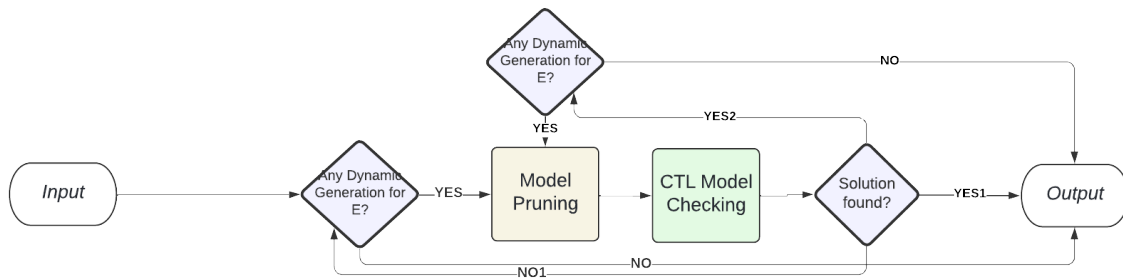 Any Dynamic
Generation for
E?
NO
YES2
YES
Any Dynamic
Generation for
E?
Input
YES
Model
Pruning
CTL Model
Checking
Solution
found?
YES1
Output
NO
NO1